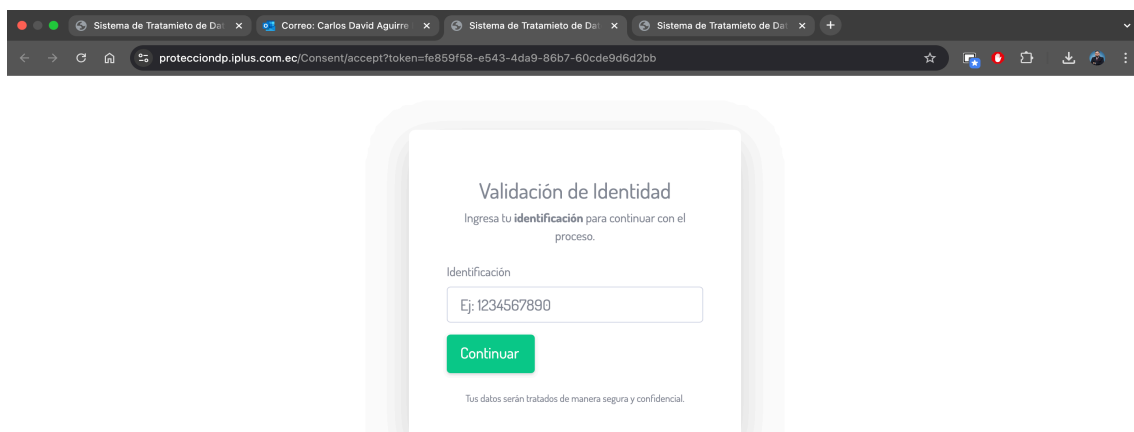 Sistema de Tratamieto de Dat
Correo: Carlos David Aguirre
Sistema de Tratamieto de Dat
Sistema de Tratamieto de Dat
protecciondp.iplus.com.ec/Consent/accept?token=fe859f58-e543-4da9-86b7-60cde9d6d2bb
Validación de Identidad
Ingresa tu identificación para continuar con el
proceso.
Identificación
Ej: 1234567890
Continuar
Tus datos serán tratados de manera segura y confidencial.